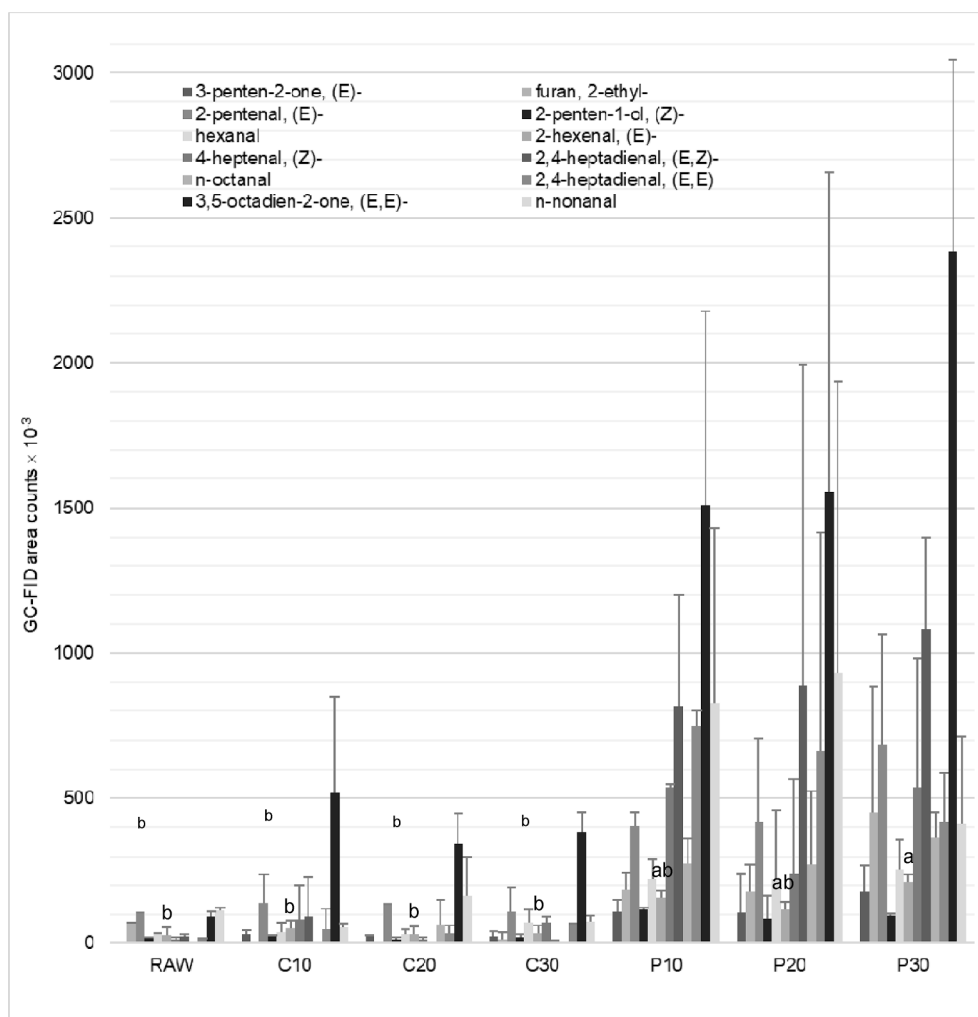 3000
2500
2000
1500
1000
500
0
GC-FID area counts × 10⁻³
3-penten-2-one, (E)- furan, 2-ethyl-
2-pentenal, (E)- 2-penten-1-ol, (Z)-
hexanal 2-hexenal, (E)-
4-heptenal, (Z)- 2,4-heptadienal, (E,Z)-
n-octanal 2,4-heptadienal, (E,E)
3,5-octadien-2-one, (E,E)- n-nonanal
b b b b
b b b b ab ab a
RAW C10 C20 C30 P10 P20 P30